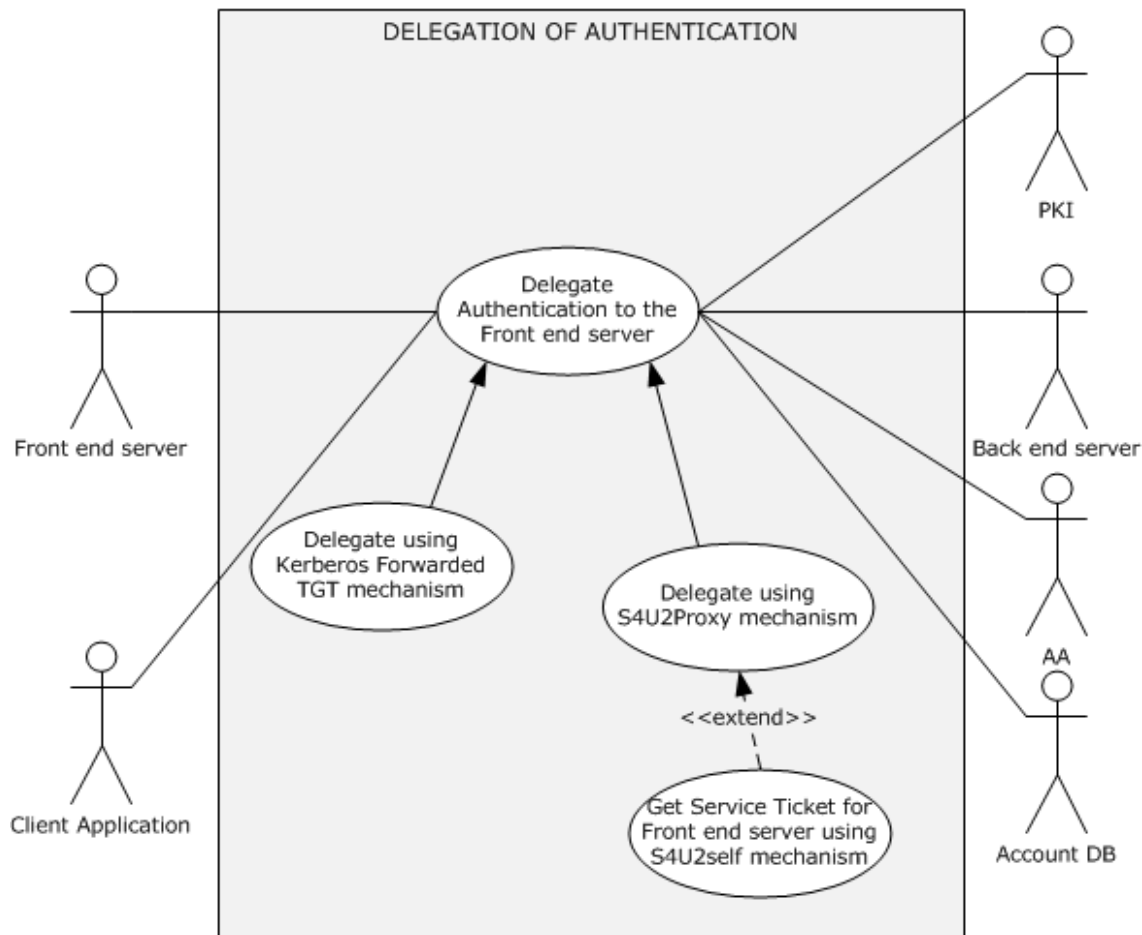 DELEGATION OF AUTHENTICATION
PKI
Delegate
Authentication to the
Front end server
Front end server
Back end server
Delegate using
Kerberos Forwarded
TGT mechanism
Delegate using
S4U2Proxy mechanism
AA
<<extend>>
Client Application
Get Service Ticket for
Front end server using
S4U2self mechanism
Account DB